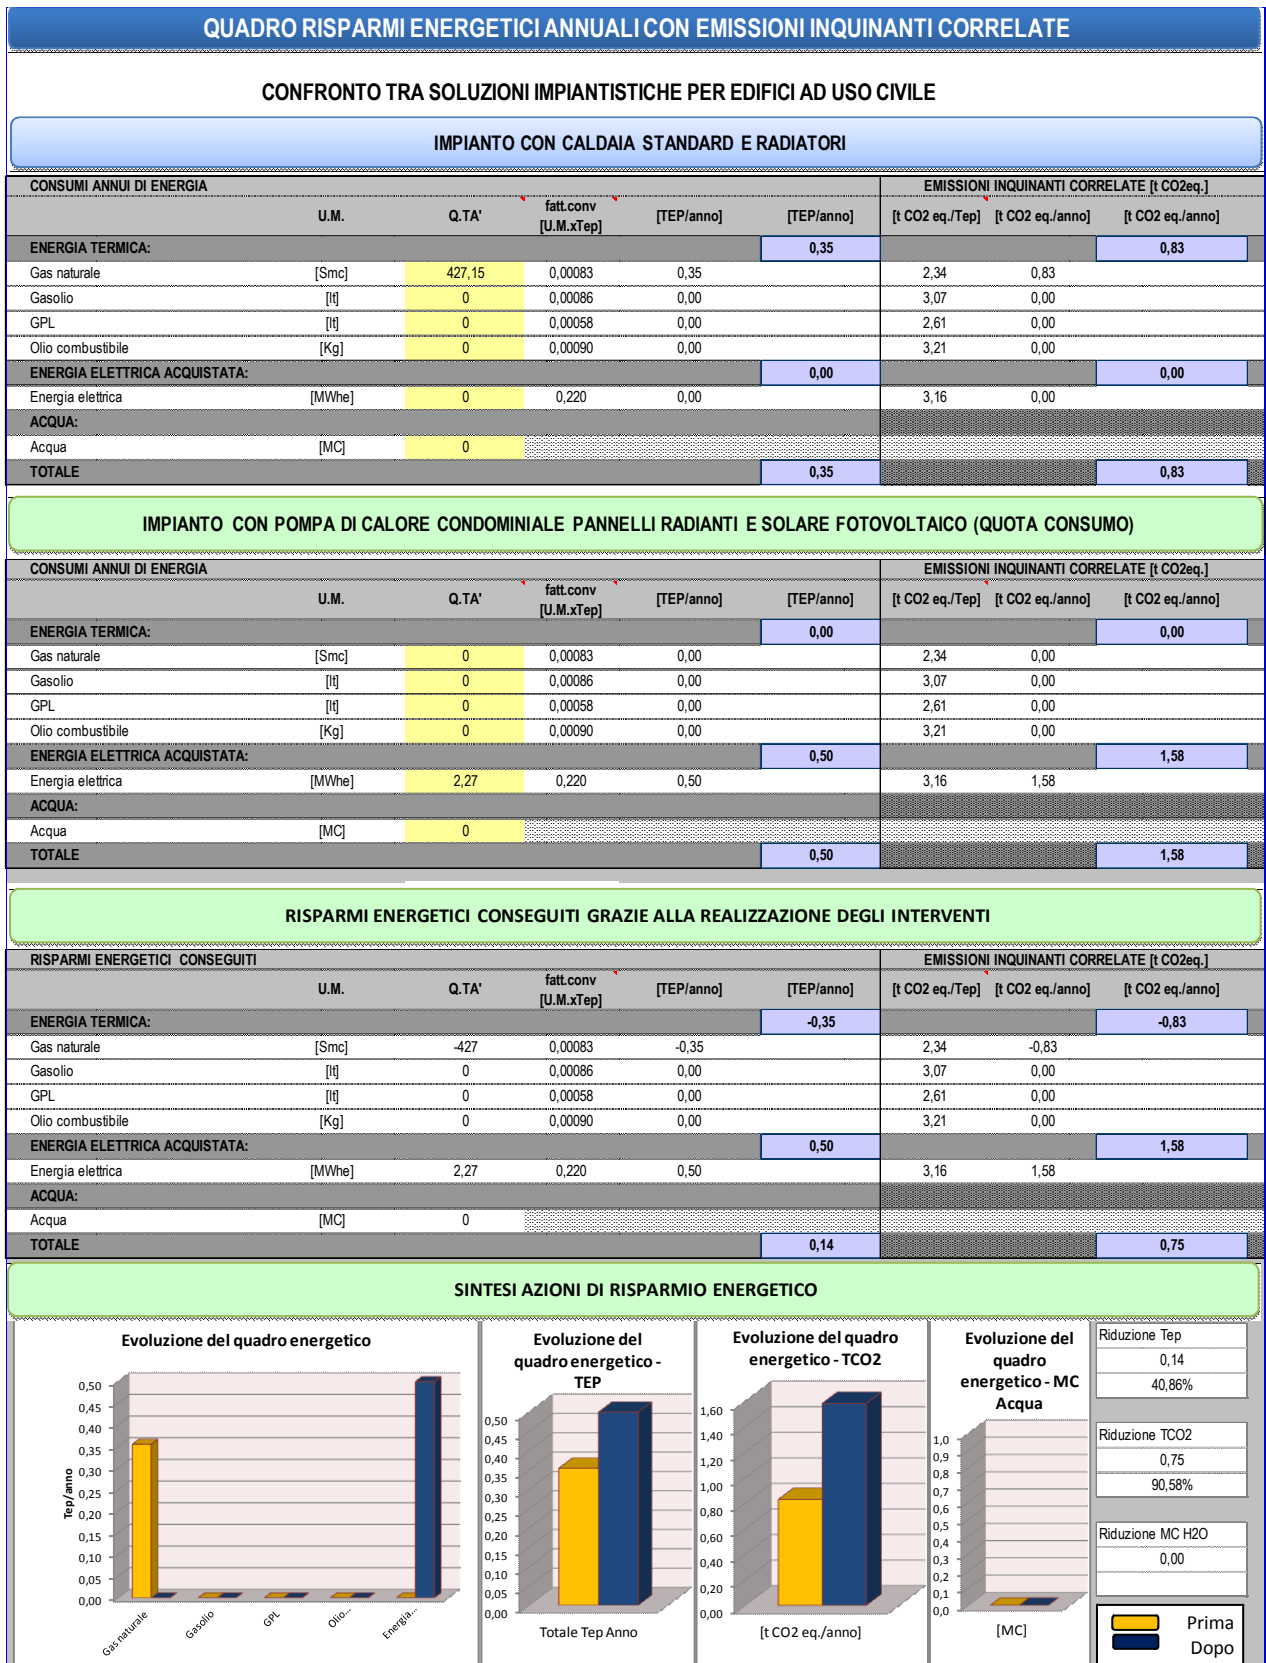 QUADRO RISPARMI ENERGETICI ANNUALI CON EMISSIONI INQUINANTI CORRELATE
CONFRONTO TRA SOLUZIONI IMPIANTISTICHE PER EDIFICI AD USO CIVILE
IMPIANTO CON CALDAIA STANDARD E RADIATORI
CONSUMI ANNUI DI ENERGIA EMISSIONI INQUINANTI CORRELATE [t CO2eq.]
U.M. Q.TA' fatt.conv [U.M.xTep] [TEP/anno] [TEP/anno] [t CO2 eq./Tep] [t CO2 eq./anno] [t CO2 eq./anno]
ENERGIA TERMICA: 0,35 0,83
Gas naturale [Smc] 427,15 0,00083 0,35 2,34 0,83
Gasolio [lt] 0 0,00086 0,00 3,07 0,00
GPL [lt] 0 0,00058 0,00 2,61 0,00
Olio combustibile [Kg] 0 0,00090 0,00 3,21 0,00
ENERGIA ELETTRICA ACQUISTATA: 0,00 0,00
Energia elettrica [MWhe] 0 0,220 0,00 3,16 0,00
ACQUA:
Acqua [MC] 0
TOTALE 0,35 0,83
IMPIANTO CON POMPA DI CALORE CONDOMINIALE PANNELLI RADIANTI E SOLARE FOTOVOLTAICO (QUOTA CONSUMO)
CONSUMI ANNUI DI ENERGIA EMISSIONI INQUINANTI CORRELATE [t CO2eq.]
U.M. Q.TA' fatt.conv [U.M.xTep] [TEP/anno] [TEP/anno] [t CO2 eq./Tep] [t CO2 eq./anno] [t CO2 eq./anno]
ENERGIA TERMICA: 0,00 0,00
Gas naturale [Smc] 0 0,00083 0,00 2,34 0,00
Gasolio [lt] 0 0,00086 0,00 3,07 0,00
GPL [lt] 0 0,00058 0,00 2,61 0,00
Olio combustibile [Kg] 0 0,00090 0,00 3,21 0,00
ENERGIA ELETTRICA ACQUISTATA: 0,50 1,58
Energia elettrica [MWhe] 2,27 0,220 0,50 3,16 1,58
ACQUA:
Acqua [MC] 0
TOTALE 0,50 1,58
RISPARMI ENERGETICI CONSEGUITI GRAZIE ALLA REALIZZAZIONE DEGLI INTERVENTI
RISPARMI ENERGETICI CONSEGUITI EMISSIONI INQUINANTI CORRELATE [t CO2eq.]
U.M. Q.TA' fatt.conv [U.M.xTep] [TEP/anno] [TEP/anno] [t CO2 eq./Tep] [t CO2 eq./anno] [t CO2 eq./anno]
ENERGIA TERMICA: -0,35 -0,83
Gas naturale [Smc] -427 0,00083 -0,35 2,34 -0,83
Gasolio [lt] 0 0,00086 0,00 3,07 0,00
GPL [lt] 0 0,00058 0,00 2,61 0,00
Olio combustibile [Kg] 0 0,00090 0,00 3,21 0,00
ENERGIA ELETTRICA ACQUISTATA: 0,50 1,58
Energia elettrica [MWhe] 2,27 0,220 0,50 3,16 1,58
ACQUA:
Acqua [MC] 0
TOTALE 0,14 0,75
SINTESI AZIONI DI RISPARMIO ENERGETICO
Evoluzione del quadro energetico
Tep/anno
0,50
0,45
0,40
0,35
0,30
0,25
0,20
0,15
0,10
0,05
0,00
Gas naturale
Gasolio
GPL
Olio...
Energia...
Evoluzione del
quadro energetico -
TEP
0,50
0,45
0,40
0,35
0,30
0,25
0,20
0,15
0,10
0,05
0,00
Totale Tep Anno
Evoluzione del quadro
energetico - TCO2
1,60
1,40
1,20
1,00
0,80
0,60
0,40
0,20
0,00
[t CO2 eq./anno]
Evoluzione del
quadro
energetico - MC
Acqua
1,0
0,9
0,8
0,7
0,6
0,5
0,4
0,3
0,2
0,1
0,0
[MC]
Riduzione Tep
0,14
40,86%
Riduzione TCO2
0,75
90,58%
Riduzione MC H2O
0,00
Prima
Dopo